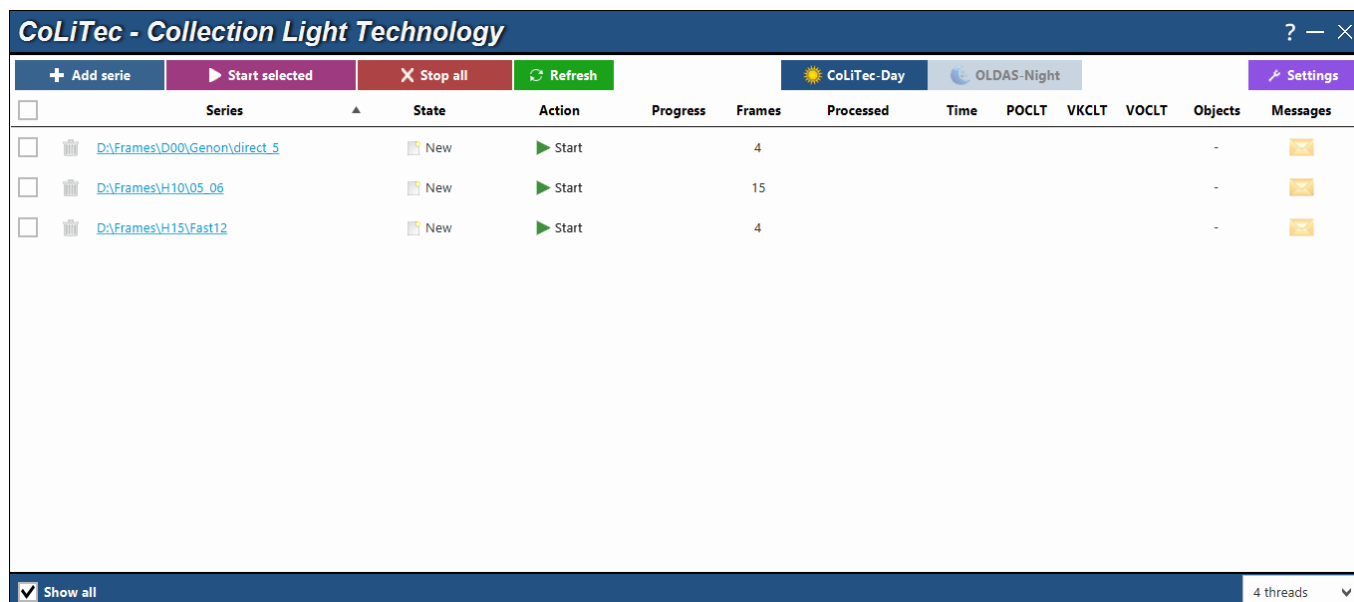 CoLiTec - Collection Light Technology ?
Add serie Start selected Stop all Refresh CoLiTec-Day OLDAS-Night Settings
Series State Action Progress Frames Processed Time POCLT VKCLT VOCLT Objects Messages
D:\Frames\D00\Genon\direct_5 New Start 4 -
D:\Frames\H10\05_06 New Start 15 -
D:\Frames\H15\Fast12 New Start 4 -
Show all 4 threads